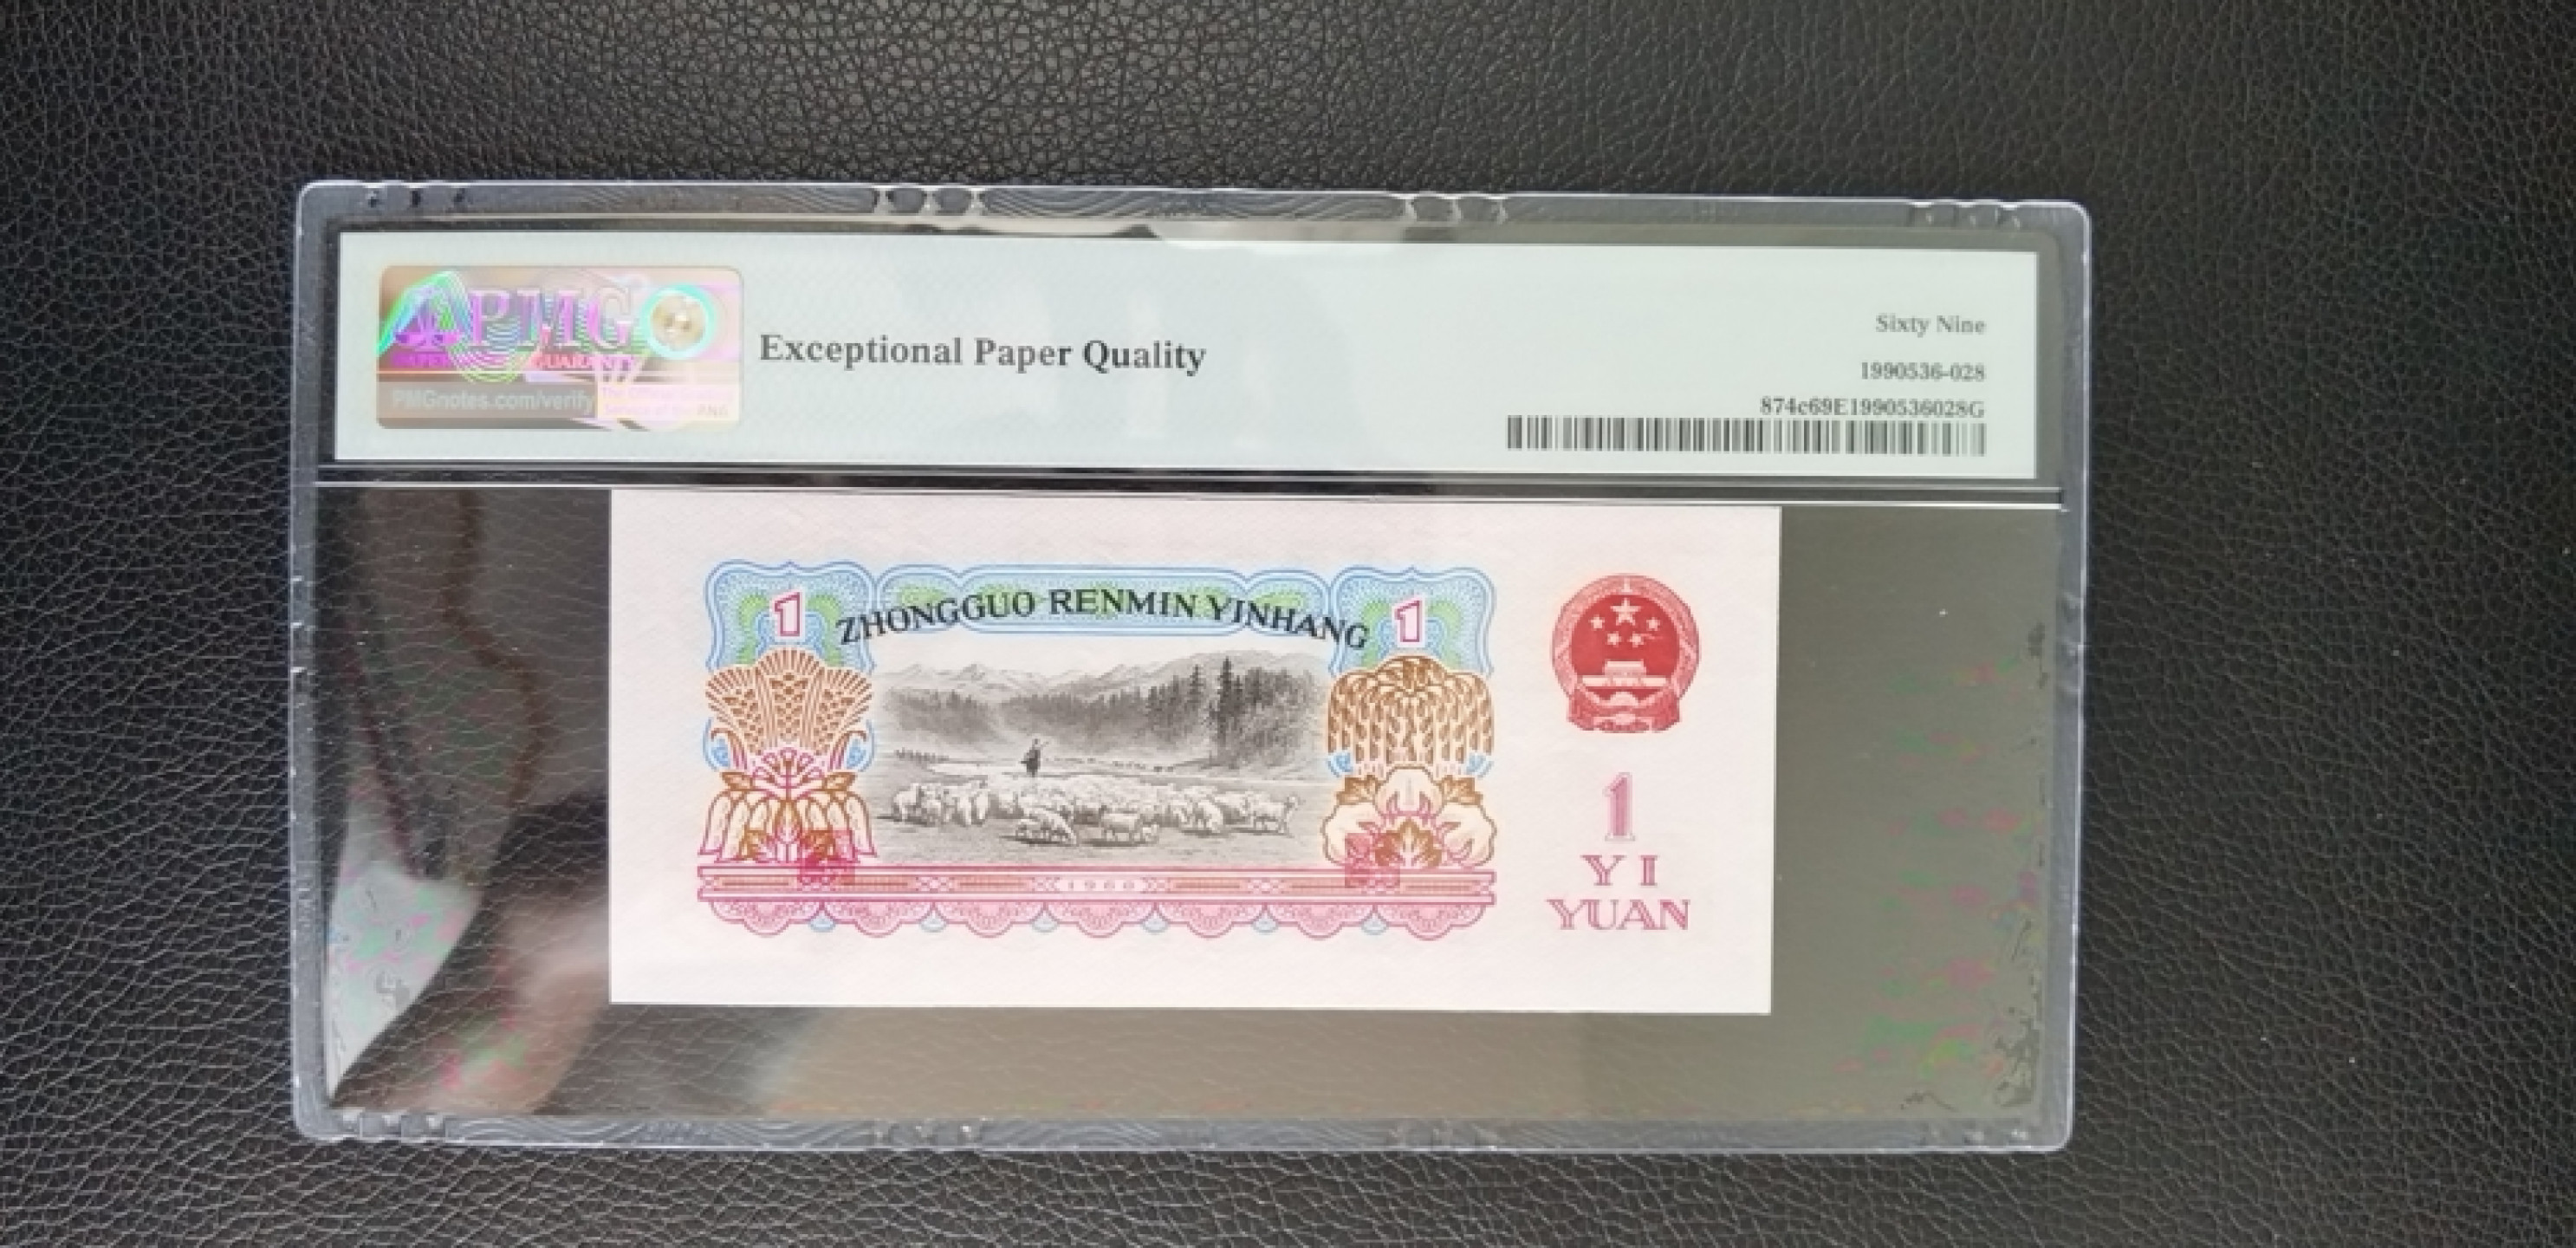 PMG
PMGnotes.com/verify
Exceptional Paper Quality
Sixty Nine
1990536-028
874c69E1990536028G
1
ZHONGGUO RENMIN YINHANG
1
1960
1
YI
YUAN